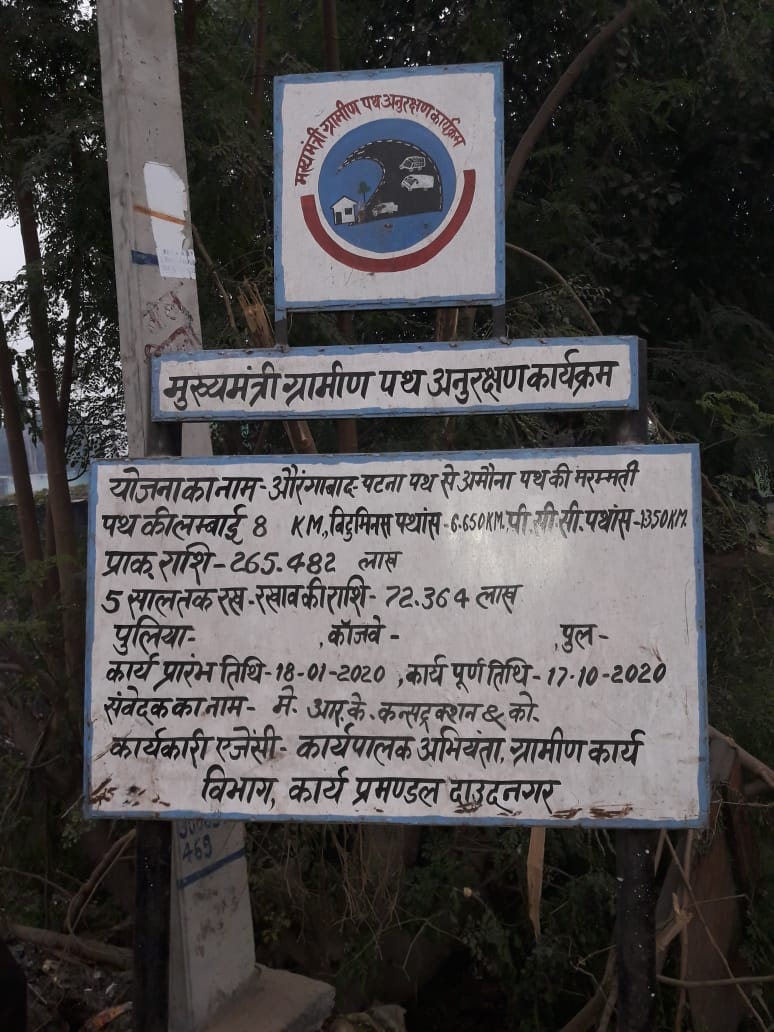 मुख्यमंत्री ग्रामीण पथ अनुरक्षण कार्यक्रम
मुख्यमंत्री ग्रामीण पथ अनुरक्षण कार्यक्रम
योजना का नाम - औरंगाबाद पटना पथ से अमौना पथ की मरम्मती
पथ की लम्बाई 8 KM., विटुमिनस पथांस - 6.650 KM. पी.सी.सी. पथांस - 1.350 KM.
प्राक् राशि - 265.482 लास
5 साल तक रख-रखाव की राशि - 72.364 लास
पुलिया- ,कॉजवे - ,पुल-
कार्य प्रारंभ तिथि - 18-01-2020 ,कार्य पूर्ण तिथि - 17-10-2020
संवेदक का नाम - मे. आर. के. कन्सट्रक्शन & को.
कार्यकारी एजेंसी - कार्यपालक अभियंता, ग्रामीण कार्य
विभाग, कार्य प्रमण्डल दाउदनगर
469